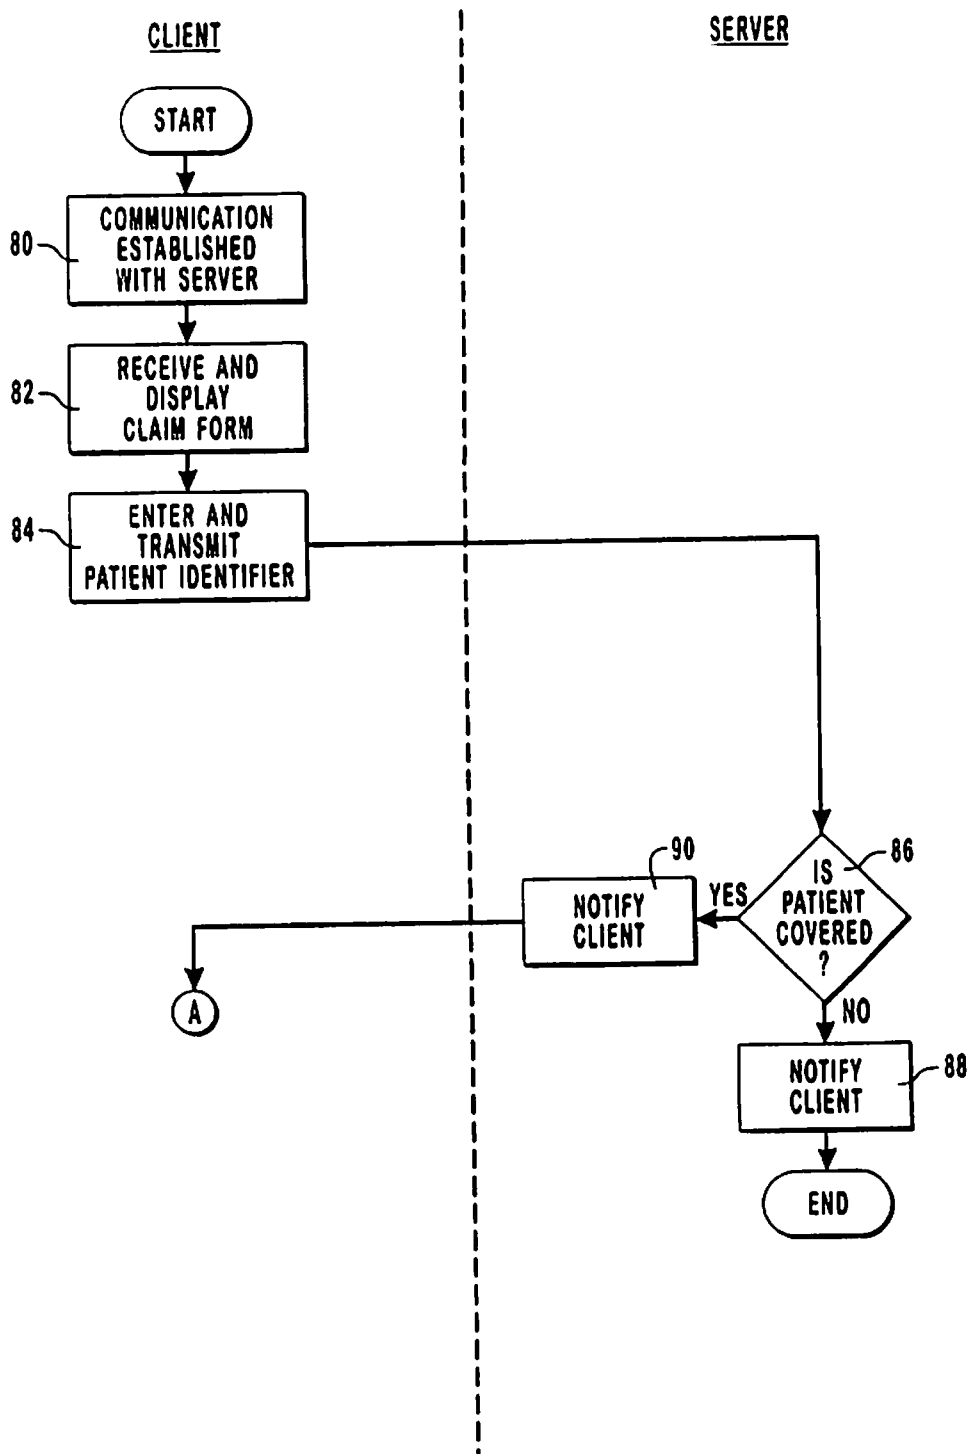 CLIENT
SERVER
START
80
COMMUNICATION
ESTABLISHED
WITH SERVER
82
RECEIVE AND
DISPLAY
CLAIM FORM
84
ENTER AND
TRANSMIT
PATIENT IDENTIFIER
86
IS
PATIENT
COVERED
?
YES
90
NOTIFY
CLIENT
A
NO
88
NOTIFY
CLIENT
END